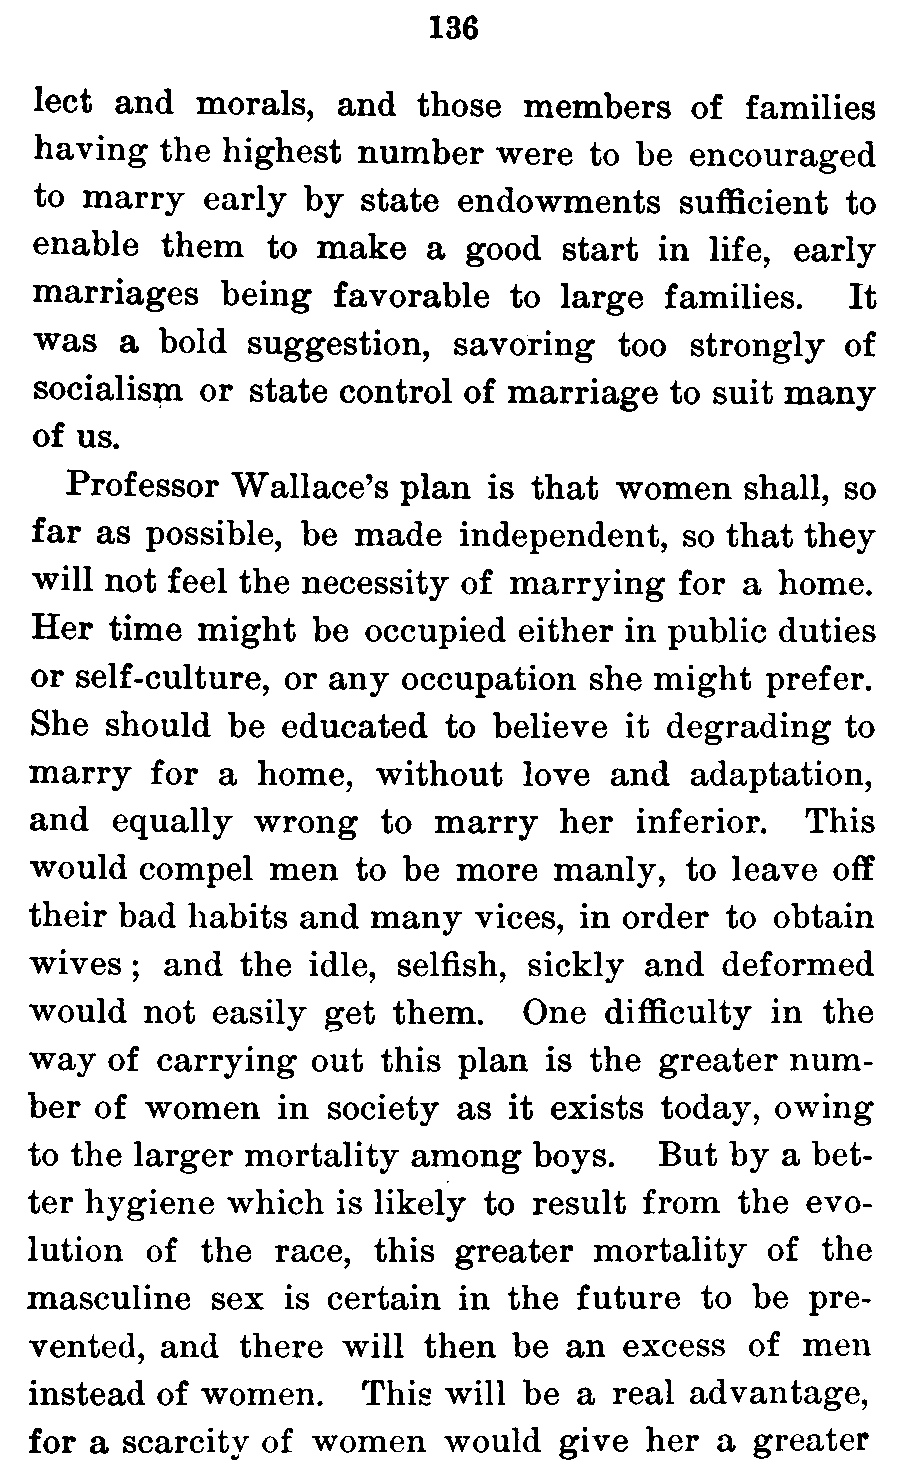 136
lect and morals, and those members of families
having the highest number were to be encouraged
to marry early by state endowments sufficient to
enable them to make a good start in life, early
marriages being favorable to large families. It
was a bold suggestion, savoring too strongly of
socialism or state control of marriage to suit many
of us.
Professor Wallace's plan is that women shall, so
far as possible, be made independent, so that they
will not feel the necessity of marrying for a home.
Her time might be occupied either in public duties
or self-culture, or any occupation she might prefer.
She should be educated to believe it degrading to
marry for a home, without love and adaptation,
and equally wrong to marry her inferior. This
would compel men to be more manly, to leave off
their bad habits and many vices, in order to obtain
wives; and the idle, selfish, sickly and deformed
would not easily get them. One difficulty in the
way of carrying out this plan is the greater num-
ber of women in society as it exists today, owing
to the larger mortality among boys. But by a bet-
ter hygiene which is likely to result from the evo-
lution of the race, this greater mortality of the
masculine sex is certain in the future to be pre-
vented, and there will then be an excess of men
instead of women. This will be a real advantage,
for a scarcity of women would give her a greater